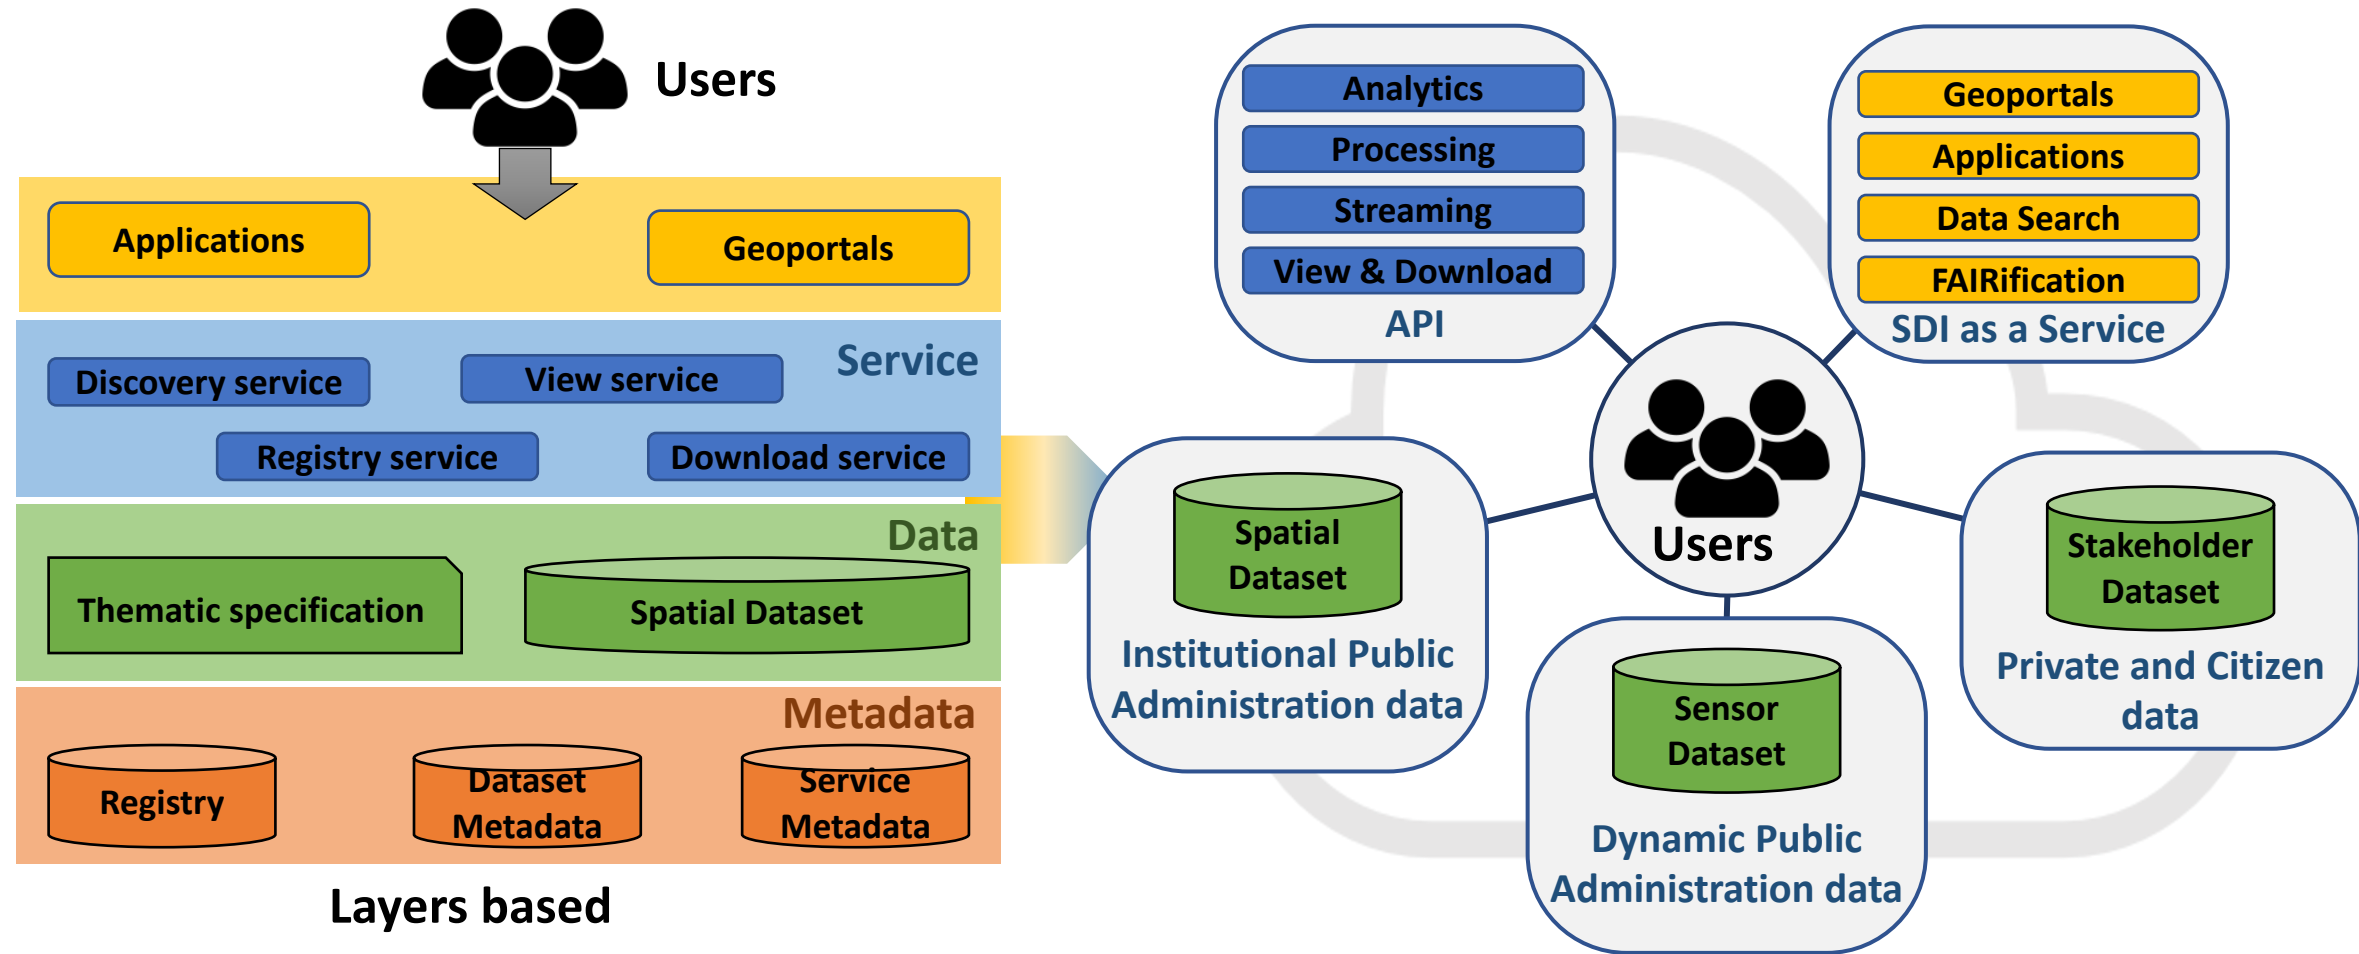 Users
Applications
Geoportals
Service
Discovery service
View service
Registry service
Download service
Data
Thematic specification
Spatial Dataset
Metadata
Registry
Dataset
Metadata
Service
Metadata
Layers based
Analytics
Processing
Streaming
View & Download
API
Geoportals
Applications
Data Search
FAIRification
SDI as a Service
Users
Spatial
Dataset
Institutional Public
Administration data
Sensor
Dataset
Dynamic Public
Administration data
Stakeholder
Dataset
Private and Citizen
data